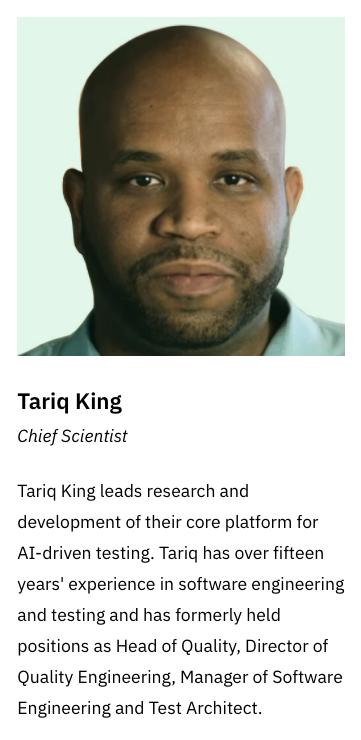 Tariq King
Chief Scientist
Tariq King leads research and
development of their core platform for
AI-driven testing. Tariq has over fifteen
years' experience in software engineering
and testing and has formerly held
positions as Head of Quality, Director of
Quality Engineering, Manager of Software
Engineering and Test Architect.